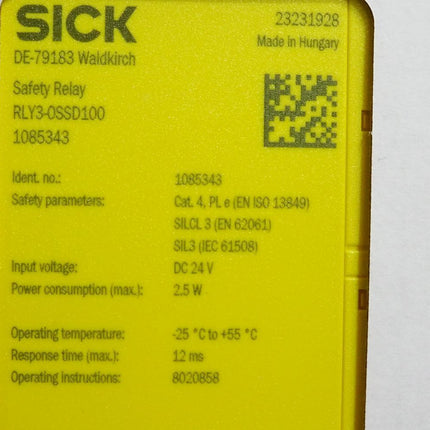 SICK
23231928
DE-79183 Waldkirch
Made in Hungary
Safety Relay
RLY3-OSSD100
1085343
Ident. no.: 1085343
Safety parameters: Cat. 4, PL e (EN ISO 13849)
SILCL 3 (EN 62061)
SIL3 (IEC 61508)
Input voltage: DC 24 V
Power consumption (max.): 2.5 W
Operating temperature: -25 °C to +55 °C
Response time (max.): 12 ms
Operating instructions: 8020858